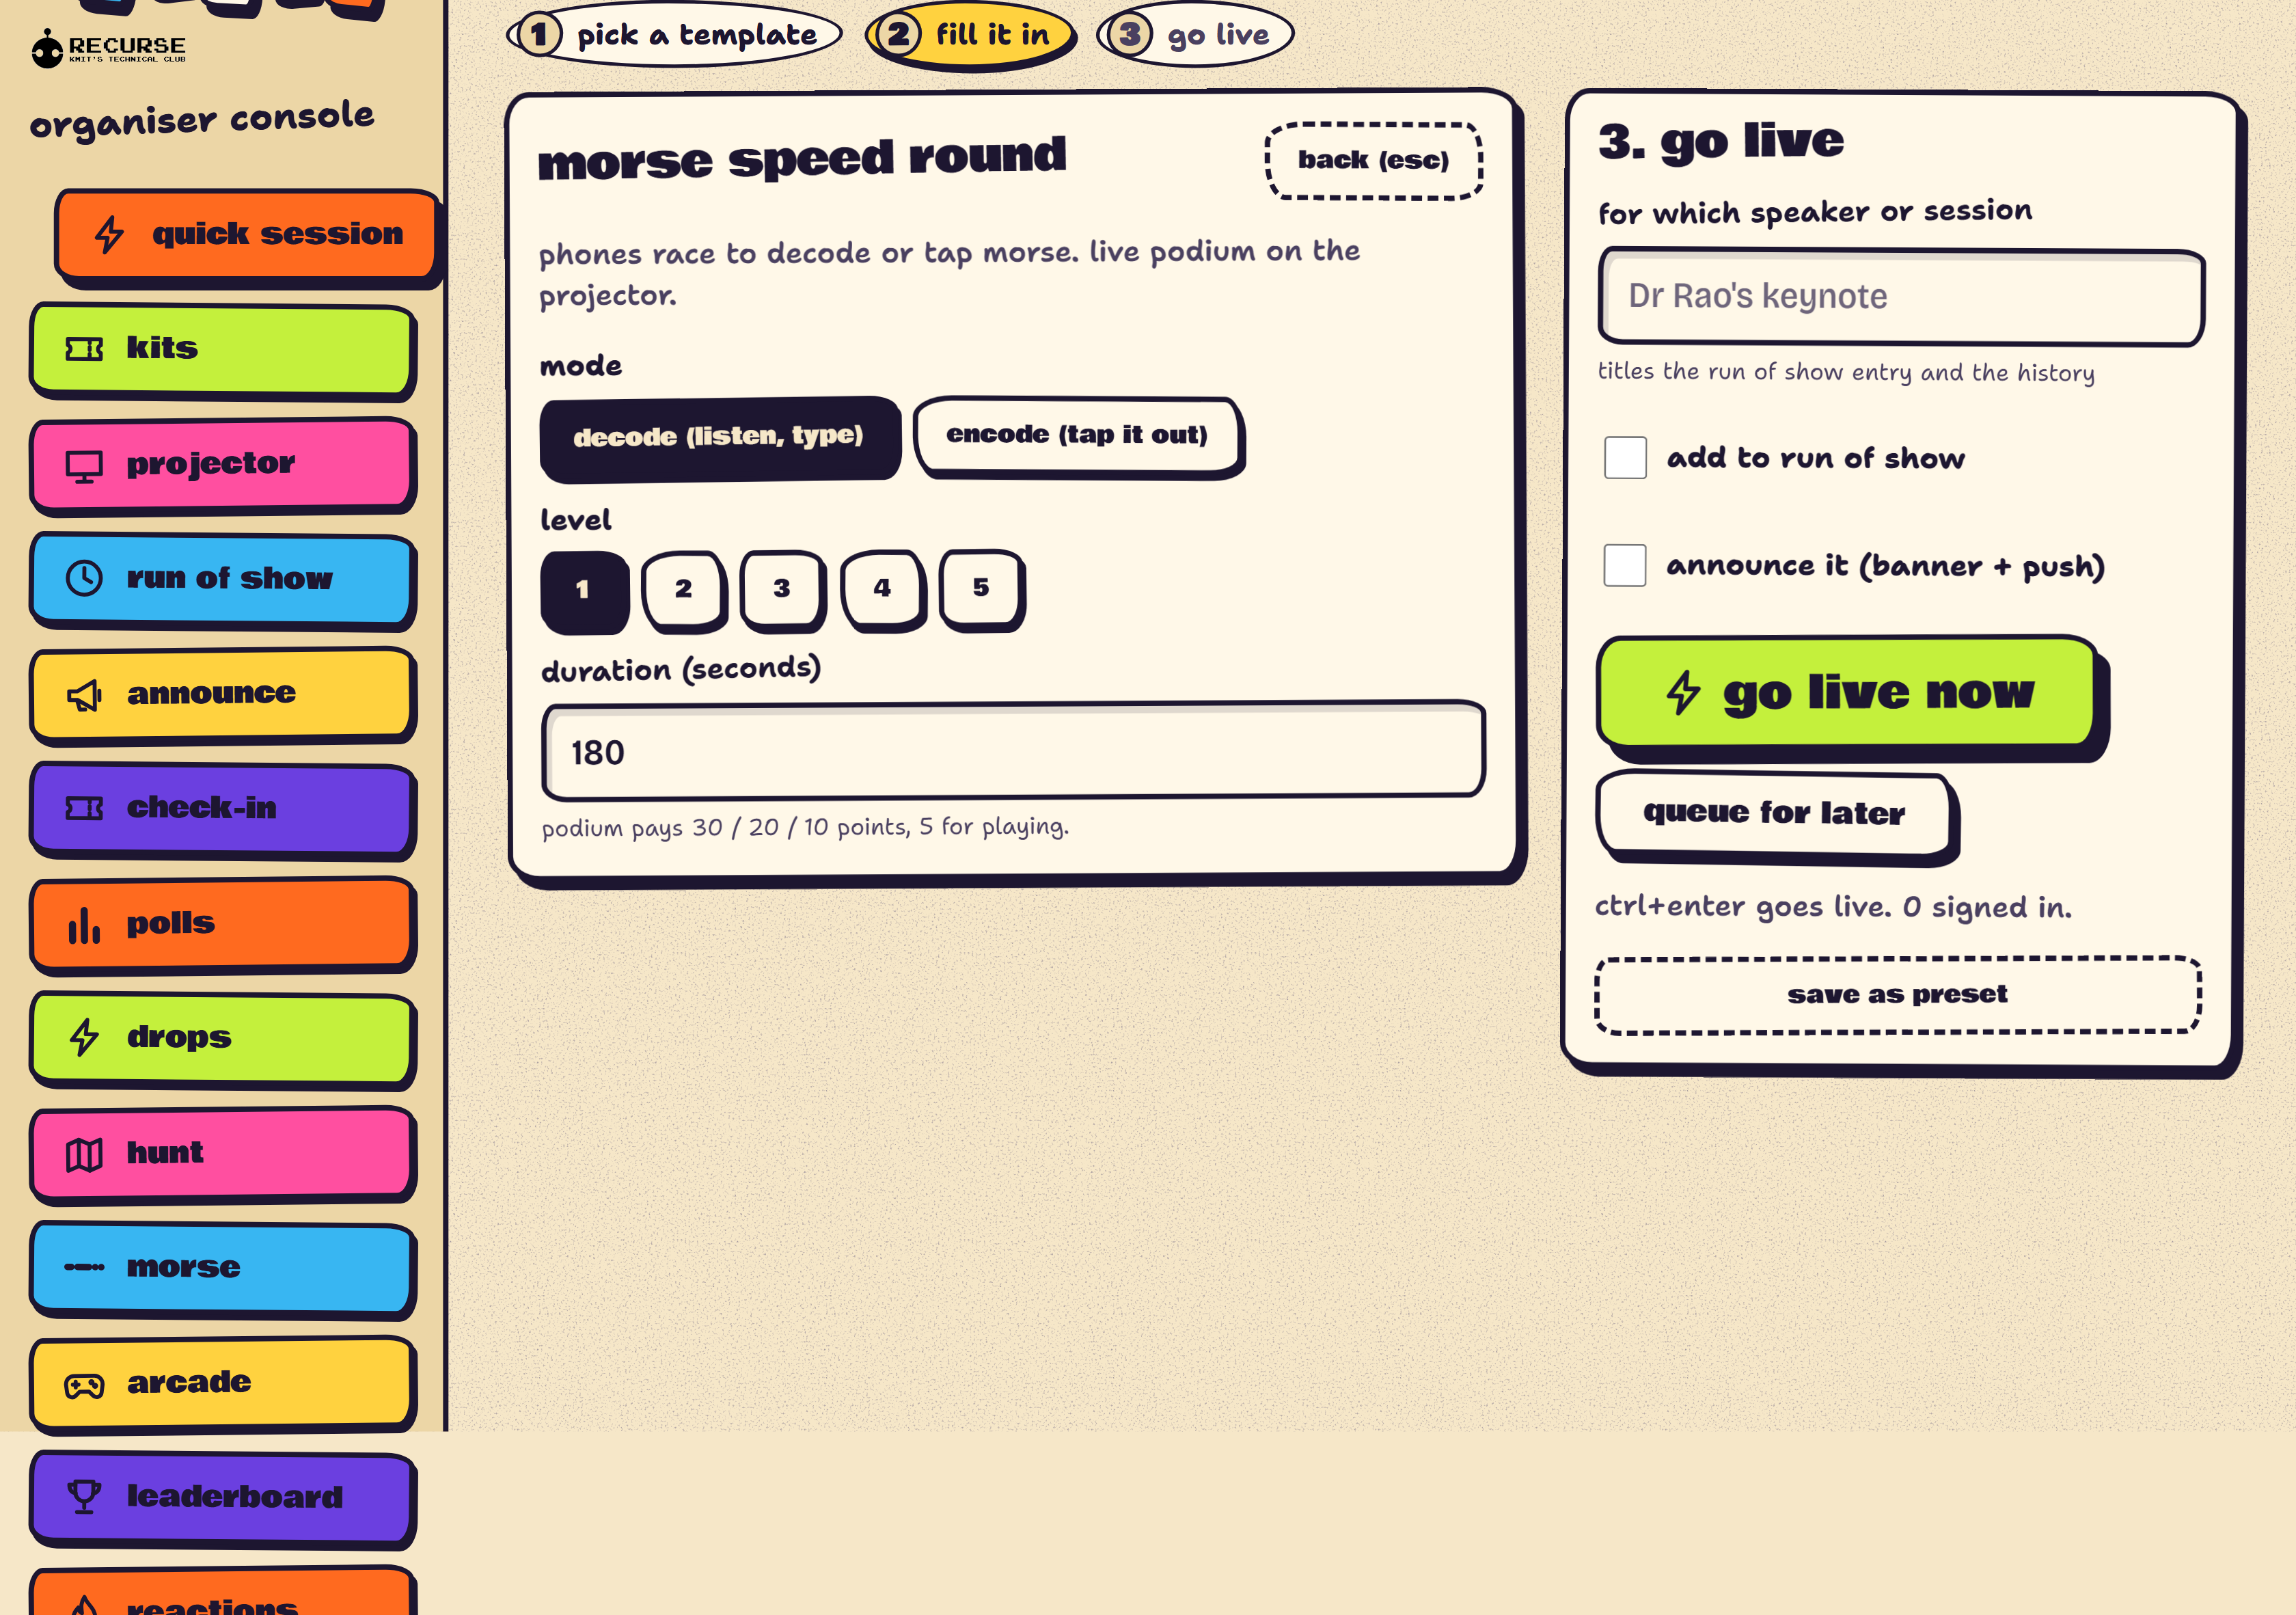 RECURSE
KMIT'S TECHNICAL CLUB
organiser console
quick session
kits
projector
run of show
announce
check-in
polls
drops
hunt
morse
arcade
leaderboard
reactions
1 pick a template
2 fill it in
3 go live
morse speed round
back (esc)
phones race to decode or tap morse. live podium on the
projector.
mode
decode (listen, type)
encode (tap it out)
level
1 2 3 4 5
duration (seconds)
180
podium pays 30 / 20 / 10 points, 5 for playing.
3. go live
for which speaker or session
Dr Rao's keynote
titles the run of show entry and the history
add to run of show
announce it (banner + push)
go live now
queue for later
ctrl+enter goes live. 0 signed in.
save as preset